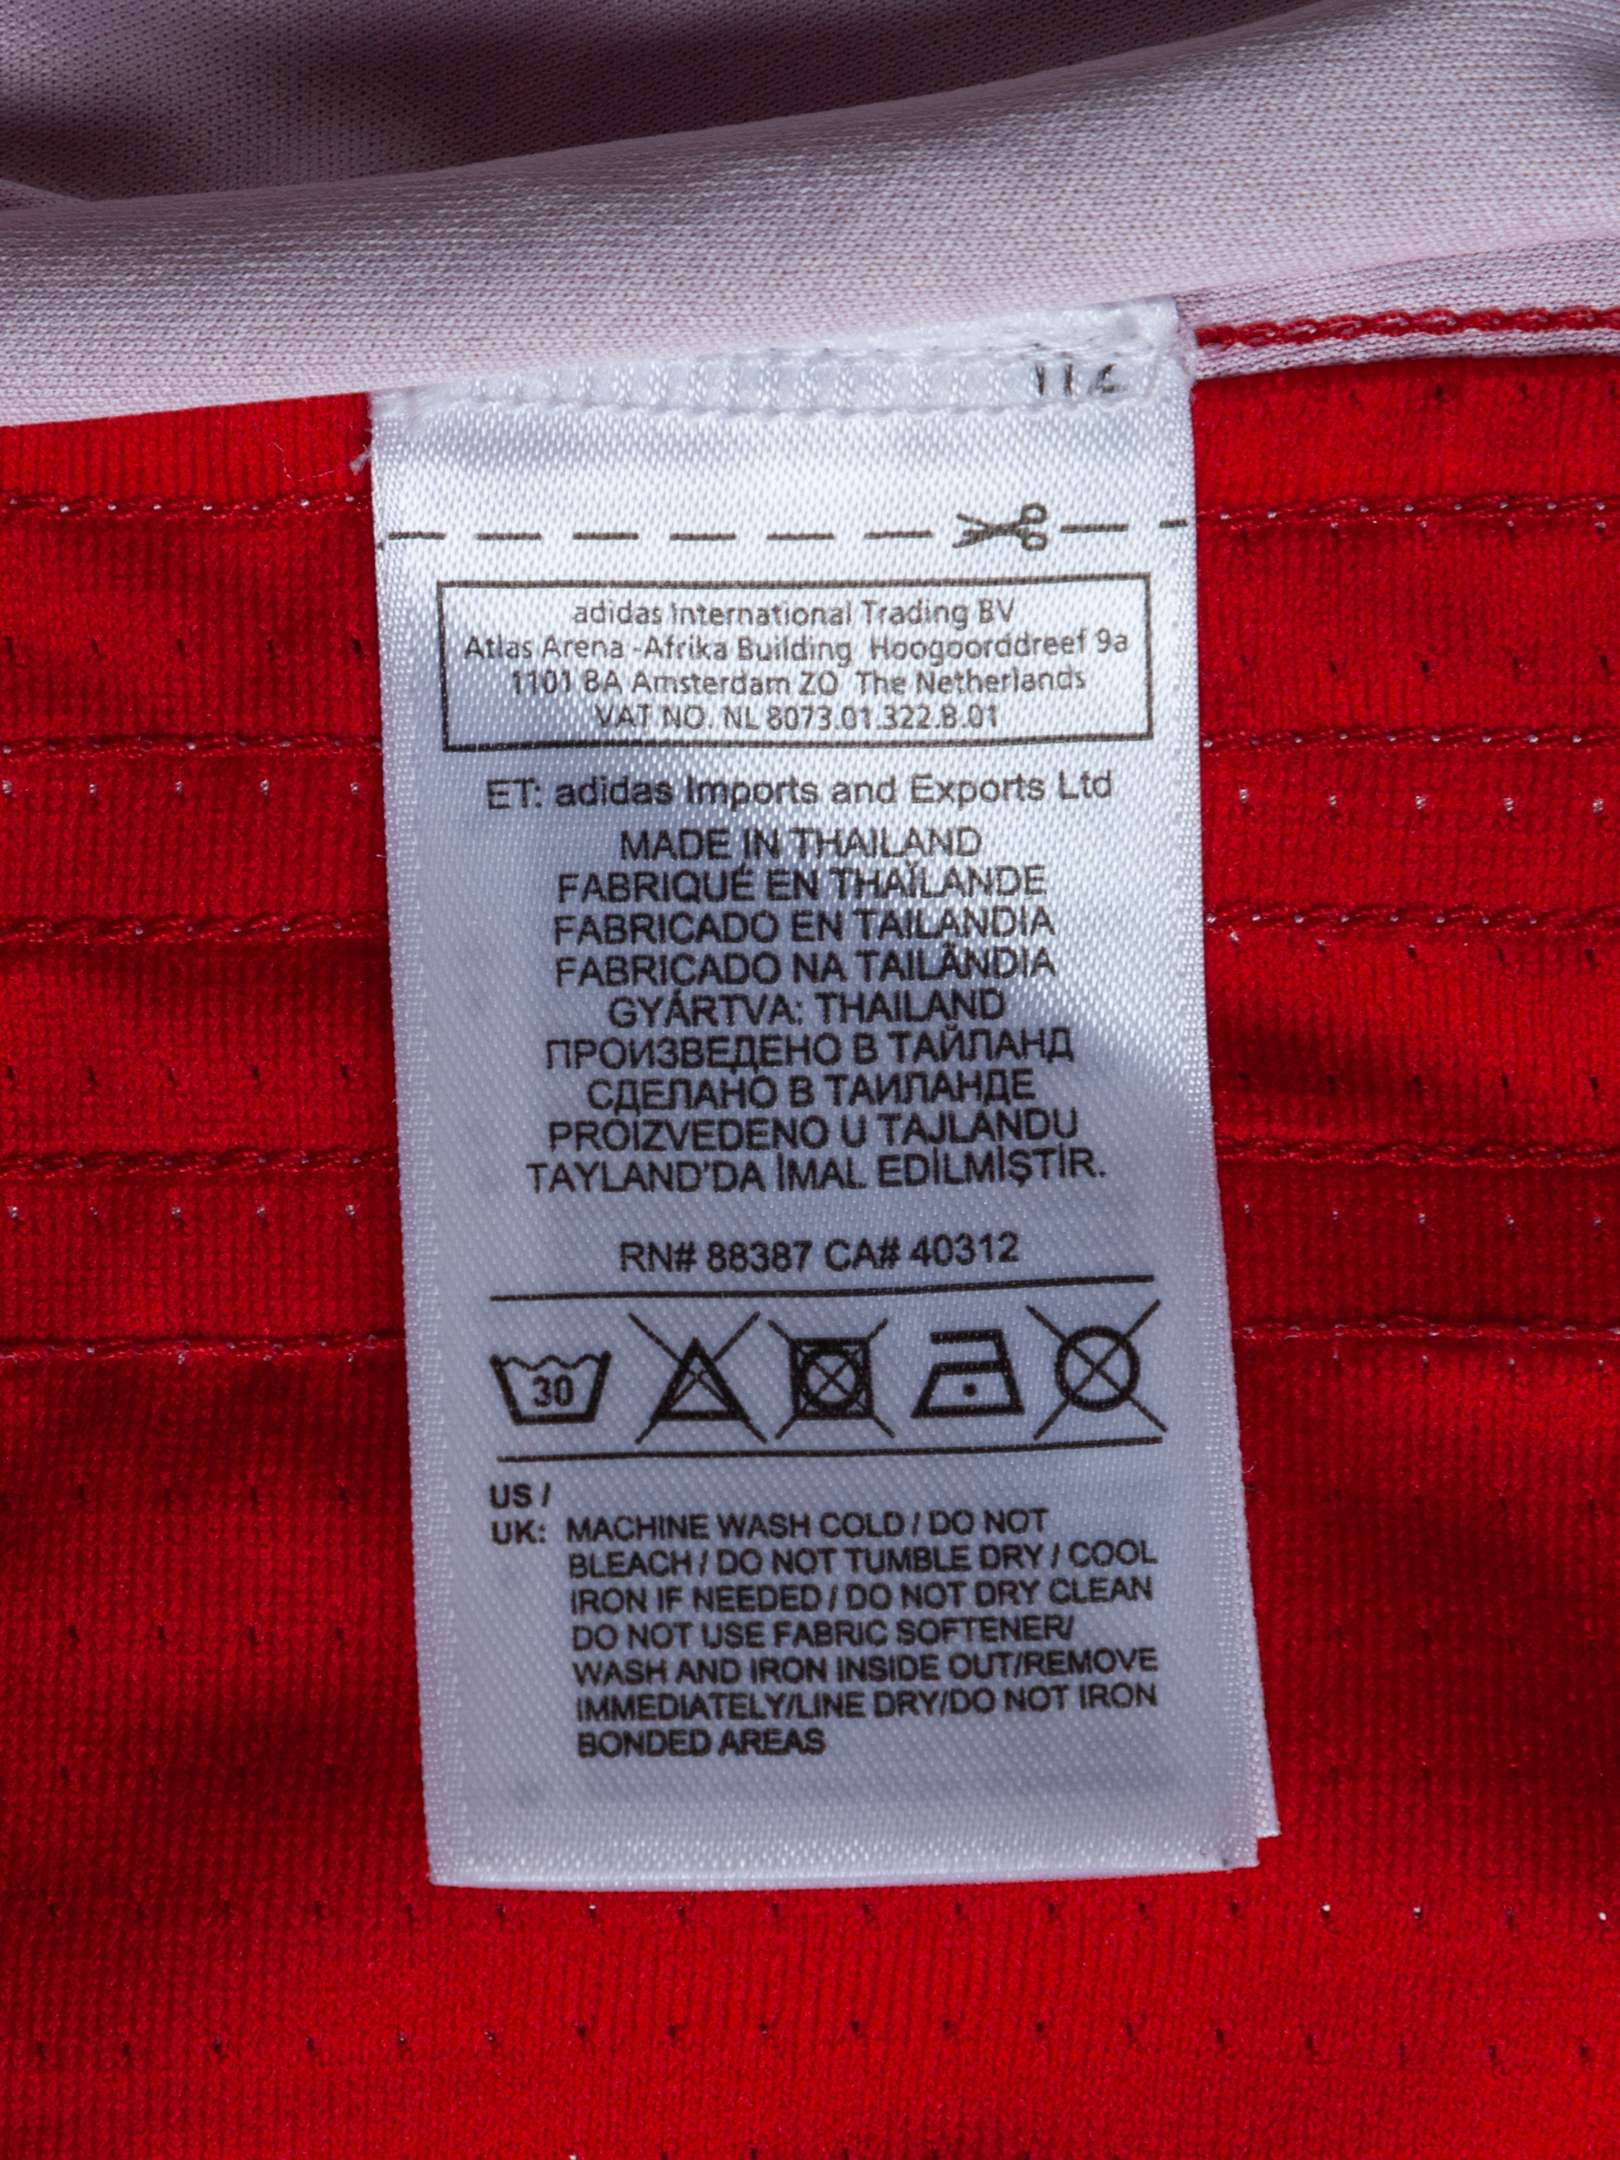 adidas International Trading BV
Atlas Arena -Afrika Building Hoogoorddreef 9a
1101 BA Amsterdam ZO The Netherlands
VAT NO. NL 8073.01.322.B.01
ET: adidas Imports and Exports Ltd
MADE IN THAILAND
FABRIQUÉ EN THAÏLANDE
FABRICADO EN TAILANDIA
FABRICADO NA TAILÂNDIA
GYÁRTVA: THAILAND
ПРОИЗВЕДЕНО В ТАЙЛАНД
СДЕЛАНО В ТАИЛАНДЕ
PROIZVEDENO U TAJLANDU
TAYLAND'DA İMAL EDİLMİŞTİR.
RN# 88387 CA# 40312
30
US /
UK: MACHINE WASH COLD / DO NOT
BLEACH / DO NOT TUMBLE DRY / COOL
IRON IF NEEDED / DO NOT DRY CLEAN
DO NOT USE FABRIC SOFTENER/
WASH AND IRON INSIDE OUT/REMOVE
IMMEDIATELY/LINE DRY/DO NOT IRON
BONDED AREAS